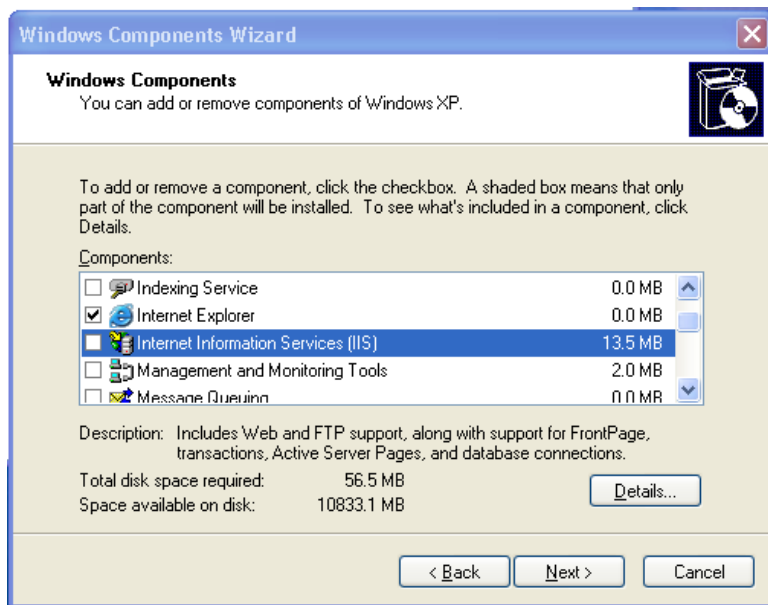 Windows Components Wizard
Windows Components
You can add or remove components of Windows XP.
To add or remove a component, click the checkbox. A shaded box means that only
part of the component will be installed. To see what's included in a component, click
Details.
Components:
Indexing Service 0.0 MB
Internet Explorer 0.0 MB
Internet Information Services (IIS) 13.5 MB
Management and Monitoring Tools 2.0 MB
Message Queuing 0.0 MB
Description: Includes Web and FTP support, along with support for FrontPage,
transactions, Active Server Pages, and database connections.
Total disk space required: 56.5 MB
Space available on disk: 10833.1 MB
Details...
< Back Next > Cancel